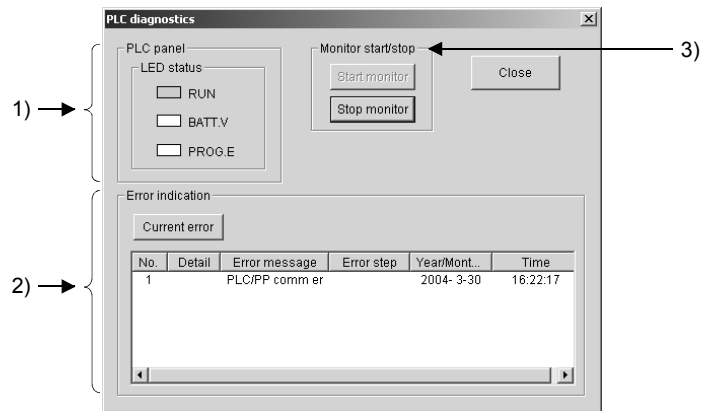 PLC diagnostics
PLC panel
LED status
RUN
BATT.V
PROG.E
Monitor start/stop
Start monitor
Stop monitor
Close
1)
3)
Error indication
Current error
No. Detail Error message Error step Year/Mont... Time
1 PLC/PP comm er 2004- 3-30 16:22:17
2)